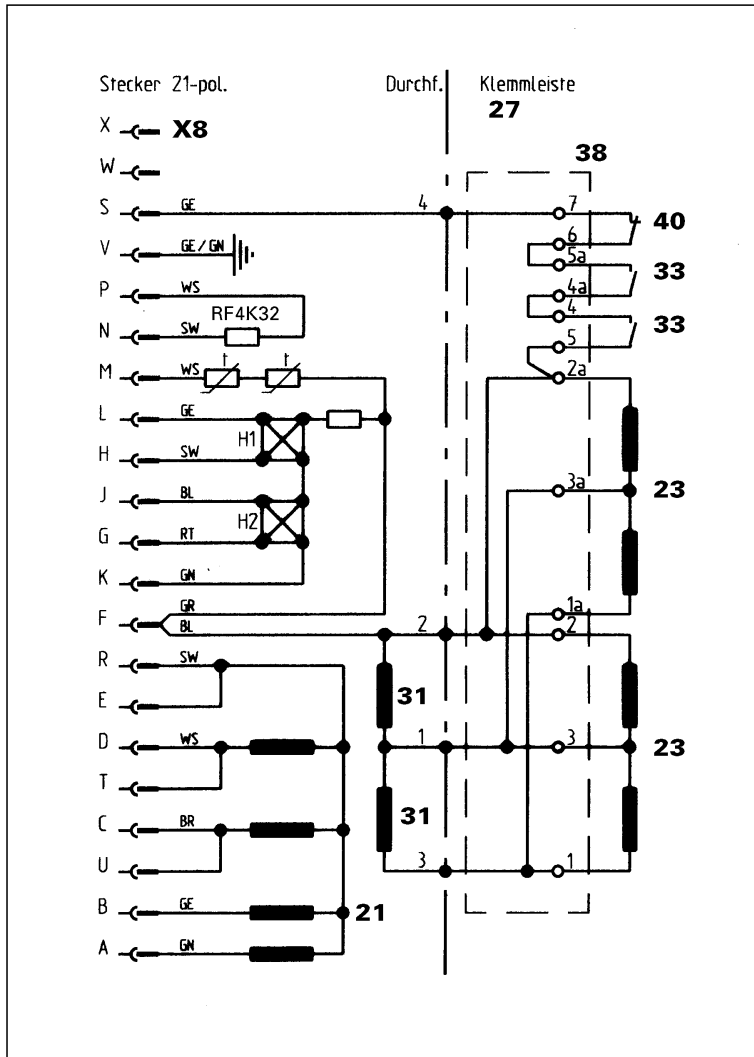 Stecker 21-pol. Durchf. Klemmleiste
27
X X8
38
W
S GE 4 7
40
V GE/GN 6
5a
33
P WS 4a
RF4K32 4
33
N SW 5
M WS t t 2a
L GE
H1
H SW
3a 23
J BL
H2
G RT
K GN
GR 1a
F BL 2 2
R SW
31
E
D WS 1 3 23
T
31
C BR
U 3 1
B GE 21
A GN